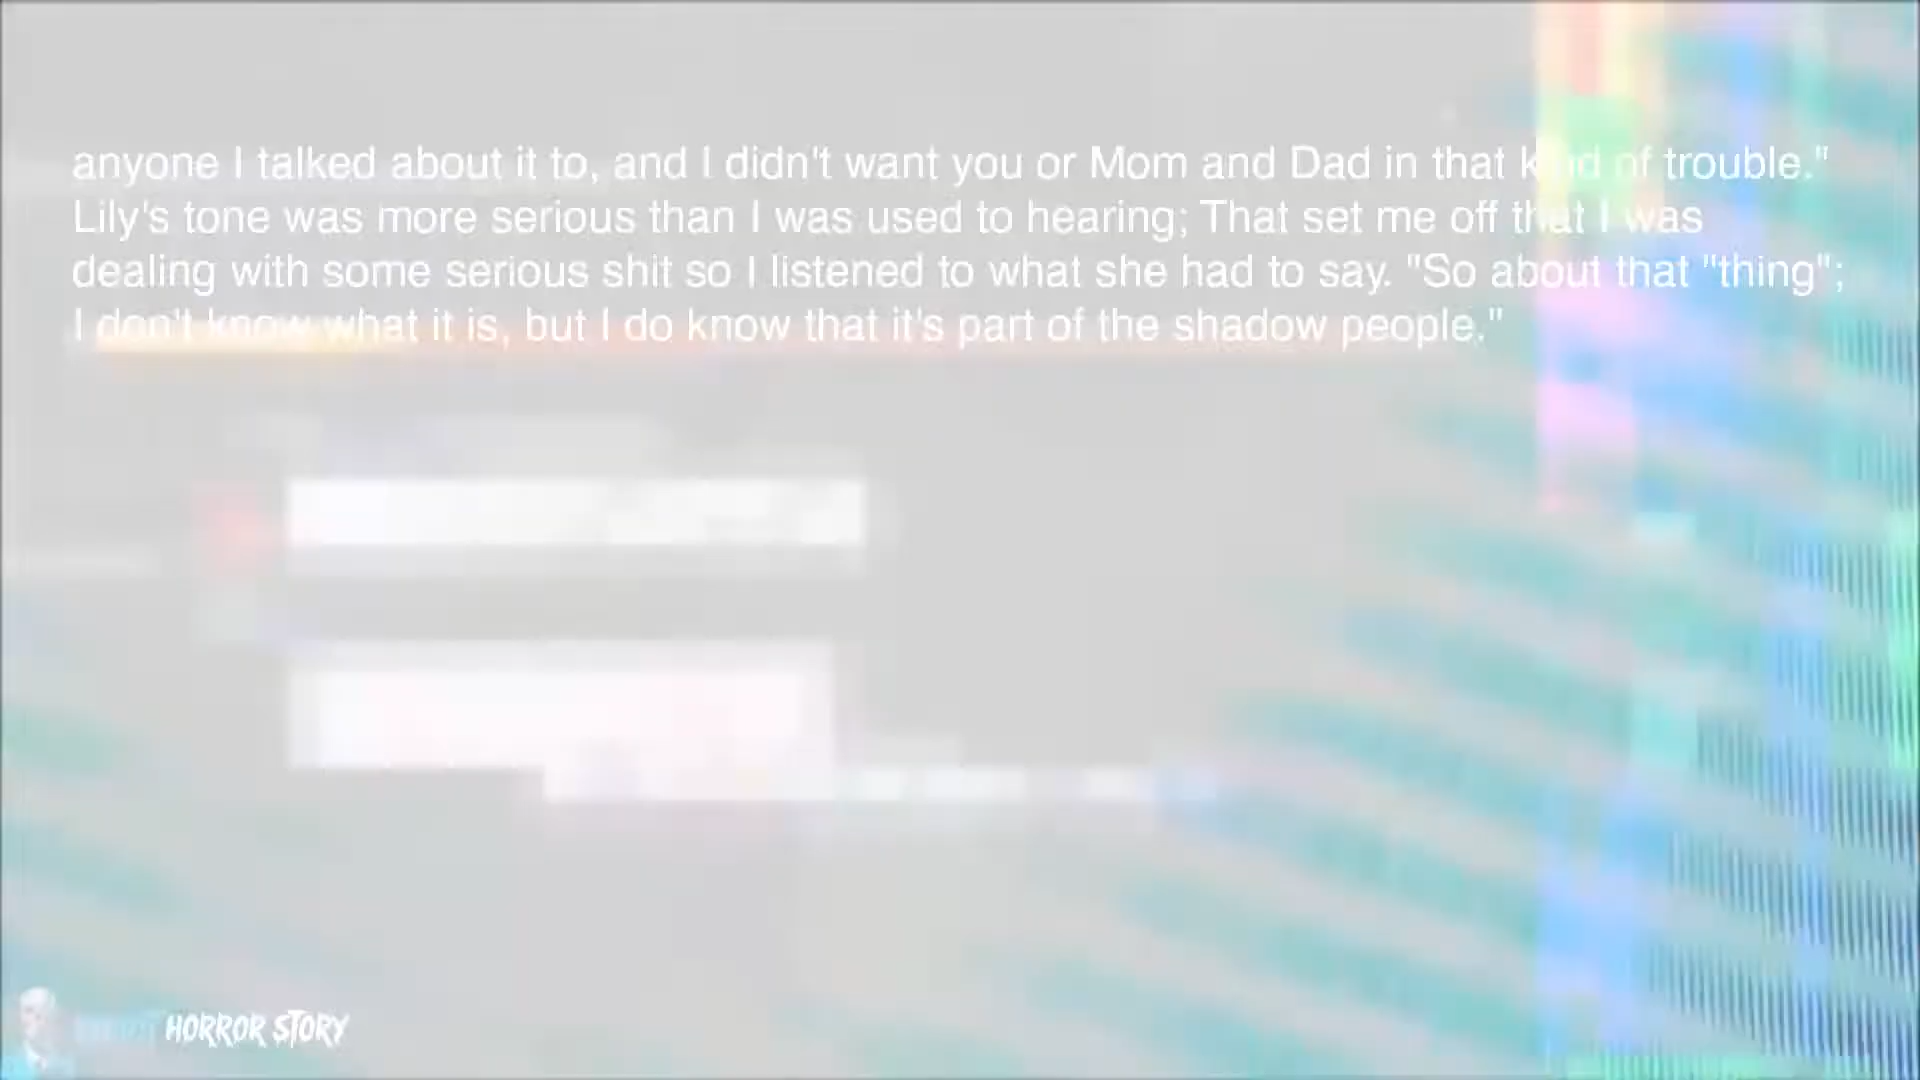 anyone I talked about it to, and I didn't want you or Mom and Dad in that kind of trouble."
Lily's tone was more serious than I was used to hearing; That set me off that I was
dealing with some serious shit so I listened to what she had to say. "So about that "thing";
I don't know what it is, but I do know that it's part of the shadow people."
HORROR STORY